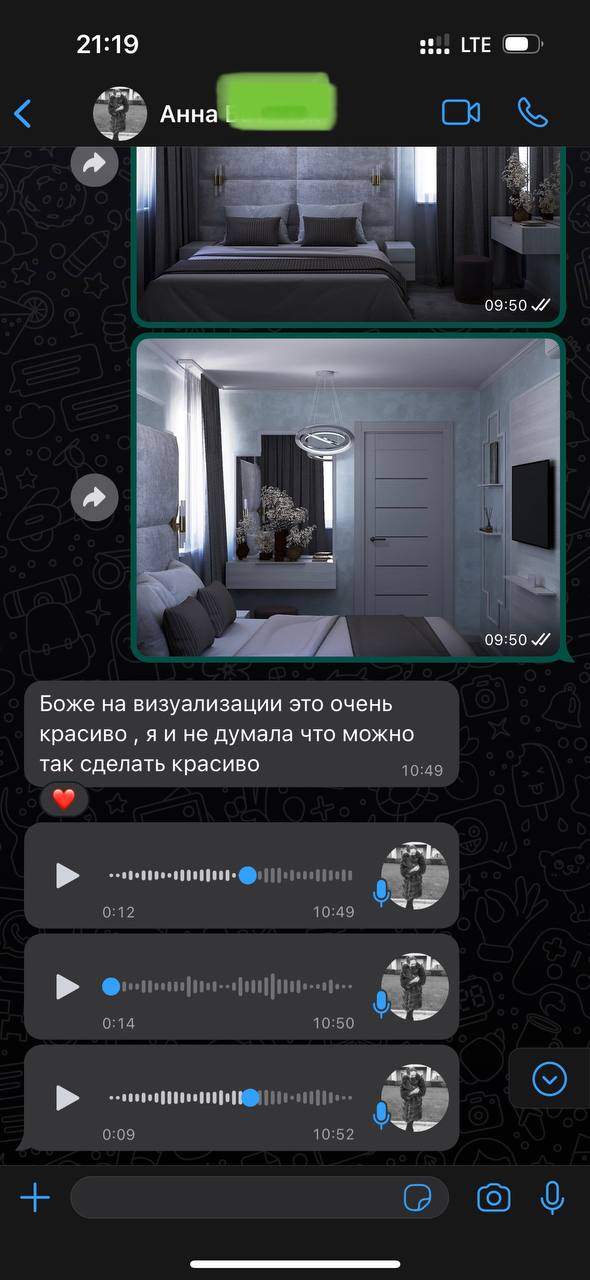 21:19
LTE
Анна
09:50
09:50
Боже на визуализации это очень
красиво , я и не думала что можно
так сделать красиво
10:49
0:12
10:49
0:14
10:50
0:09
10:52